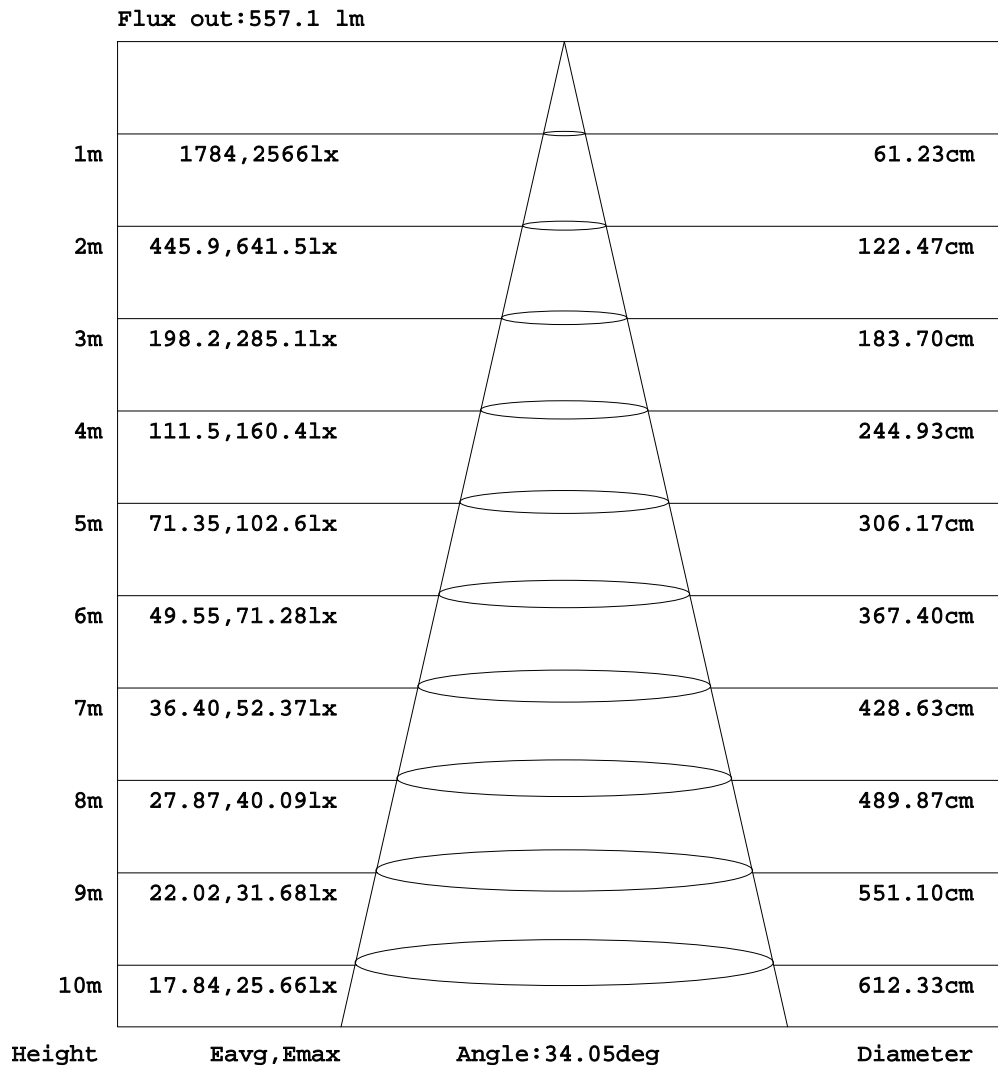 Flux out:557.1 lm
1m 1784,2566lx 61.23cm
2m 445.9,641.5lx 122.47cm
3m 198.2,285.1lx 183.70cm
4m 111.5,160.4lx 244.93cm
5m 71.35,102.6lx 306.17cm
6m 49.55,71.28lx 367.40cm
7m 36.40,52.37lx 428.63cm
8m 27.87,40.09lx 489.87cm
9m 22.02,31.68lx 551.10cm
10m 17.84,25.66lx 612.33cm
Height Eavg,Emax Angle:34.05deg Diameter